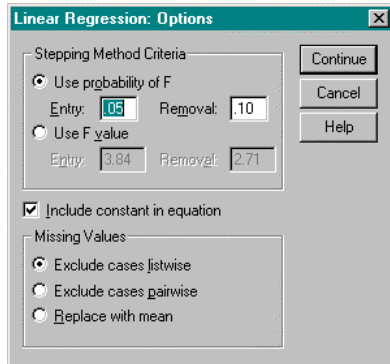 Linear Regression: Options
Stepping Method Criteria
Use probability of F
Entry: .05 Removal: .10
Use F value
Entry: 3.84 Removal: 2.71
Include constant in equation
Missing Values
Exclude cases listwise
Exclude cases pairwise
Replace with mean
Continue
Cancel
Help